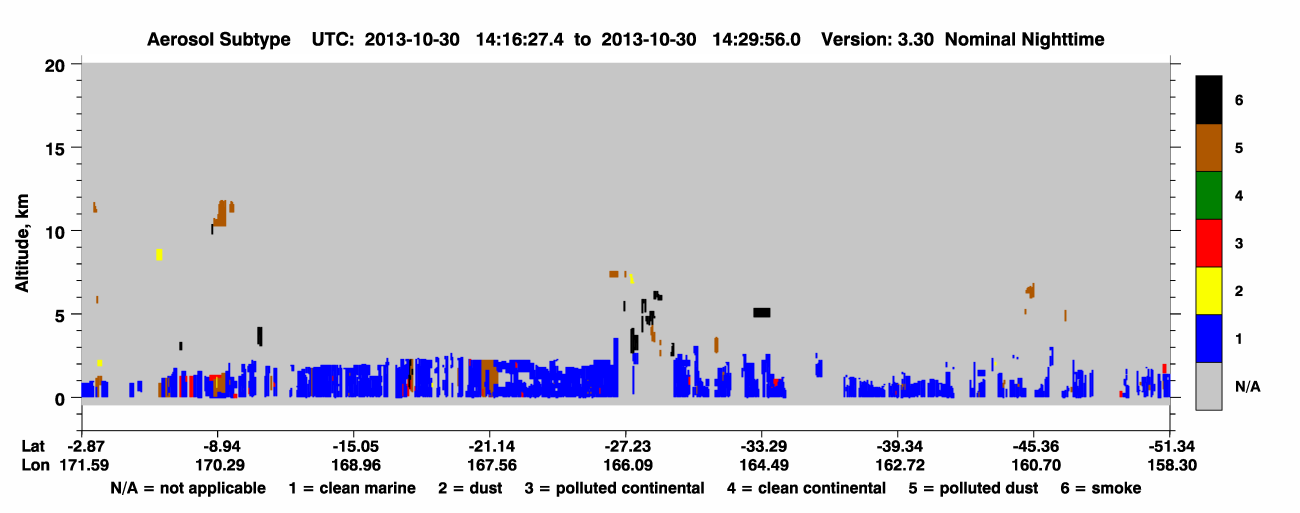 Aerosol Subtype UTC: 2013-10-30 14:16:27.4 to 2013-10-30 14:29:56.0 Version: 3.30 Nominal Nighttime
20
15
10
5
0
Altitude, km
6
5
4
3
2
1
N/A
Lat -2.87 -8.94 -15.05 -21.14 -27.23 -33.29 -39.34 -45.36 -51.34
Lon 171.59 170.29 168.96 167.56 166.09 164.49 162.72 160.70 158.30
N/A = not applicable 1 = clean marine 2 = dust 3 = polluted continental 4 = clean continental 5 = polluted dust 6 = smoke